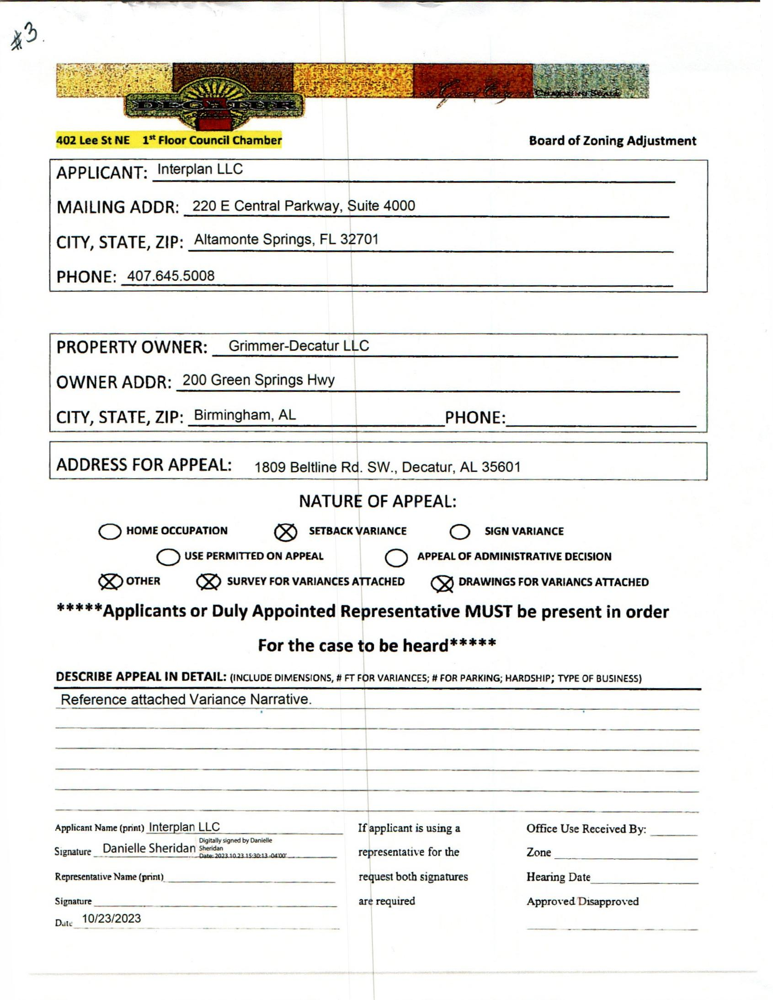 #3.
DECATUR
A Grand City
402 Lee St NE 1st Floor Council Chamber
Board of Zoning Adjustment
APPLICANT: Interplan LLC
MAILING ADDR: 220 E Central Parkway, Suite 4000
CITY, STATE, ZIP: Altamonte Springs, FL 32701
PHONE: 407.645.5008
PROPERTY OWNER: Grimmer-Decatur LLC
OWNER ADDR: 200 Green Springs Hwy
CITY, STATE, ZIP: Birmingham, AL PHONE:
ADDRESS FOR APPEAL: 1809 Beltline Rd. SW., Decatur, AL 35601
NATURE OF APPEAL:
HOME OCCUPATION SETBACK VARIANCE SIGN VARIANCE
USE PERMITTED ON APPEAL APPEAL OF ADMINISTRATIVE DECISION
OTHER SURVEY FOR VARIANCES ATTACHED DRAWINGS FOR VARIANCS ATTACHED
*****Applicants or Duly Appointed Representative MUST be present in order
For the case to be heard*****
DESCRIBE APPEAL IN DETAIL: (INCLUDE DIMENSIONS, # FT FOR VARIANCES; # FOR PARKING; HARDSHIP; TYPE OF BUSINESS)
Reference attached Variance Narrative.
Applicant Name (print) Interplan LLC
Signature Danielle Sheridan
Digitally signed by Danielle
Sheridan
Date: 2023.10.23 15:30:13 -04'00'
Representative Name (print)
Signature
Date 10/23/2023
If applicant is using a
representative for the
request both signatures
are required
Office Use Received By:
Zone
Hearing Date
Approved/Disapproved